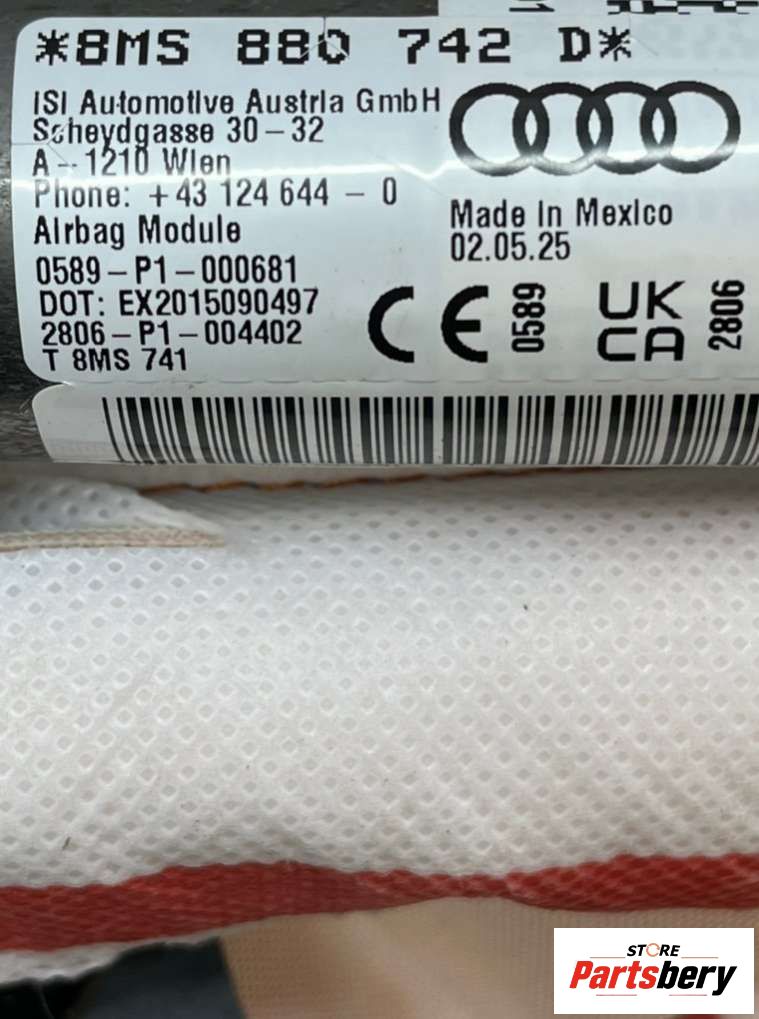 *8MS 880 742 D*
ISI Automotive Austria GmbH
Scheydgasse 30-32
A - 1210 Wien
Phone: +43 124 644 - 0
Airbag Module
0589-P1-000681
DOT: EX2015090497
2806-P1-004402
T 8MS 741
Made in Mexico
02.05.25
CE 0589
UK CA 2806
STORE
Partsbery